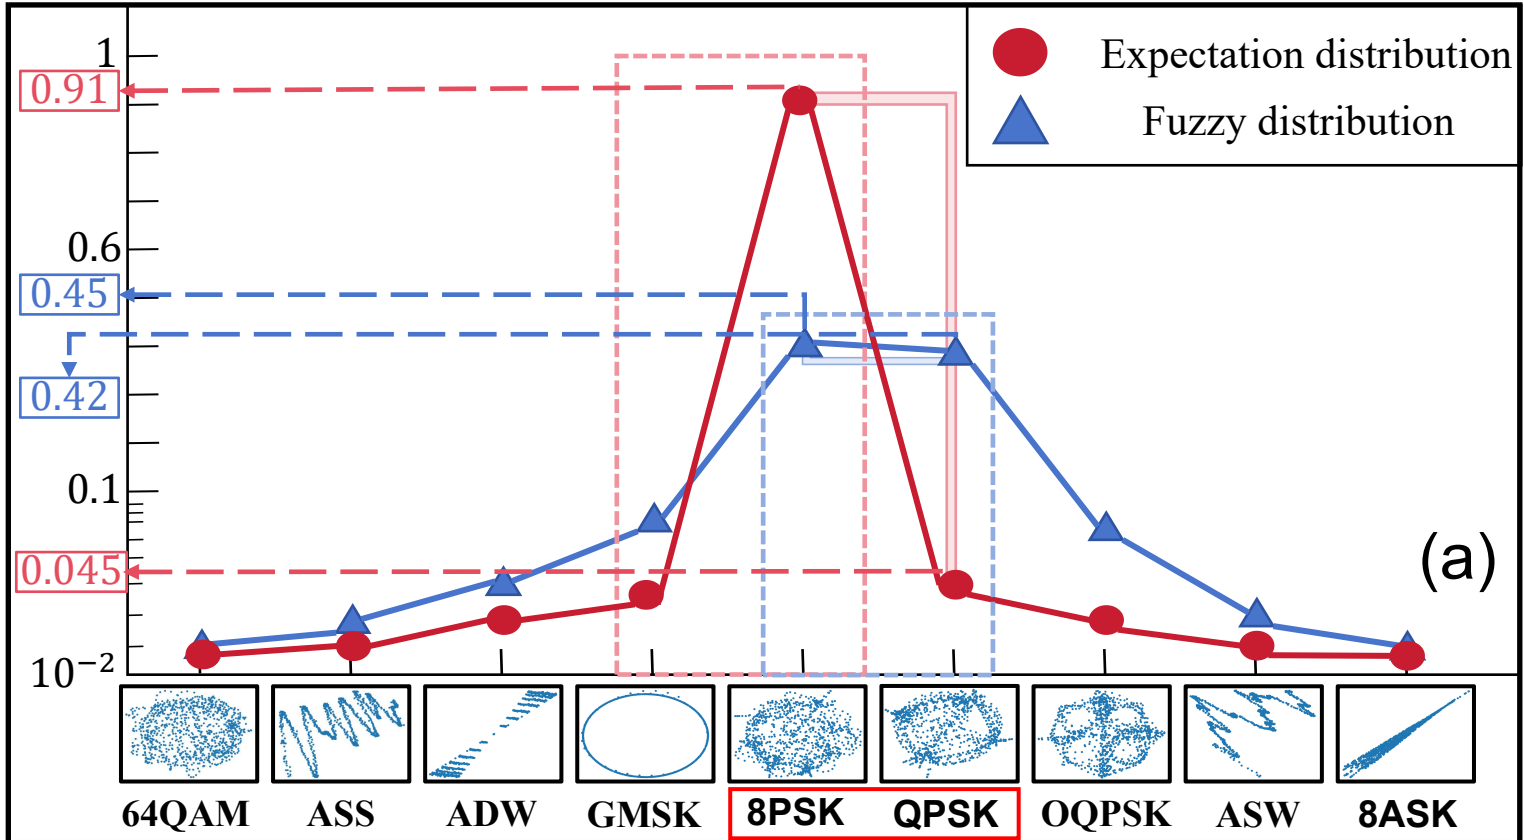 Expectation distribution
Fuzzy distribution
1
0.91
0.6
0.45
0.42
0.1
0.045
10⁻²
(a)
64QAM ASS ADW GMSK 8PSK QPSK OQPSK ASW 8ASK